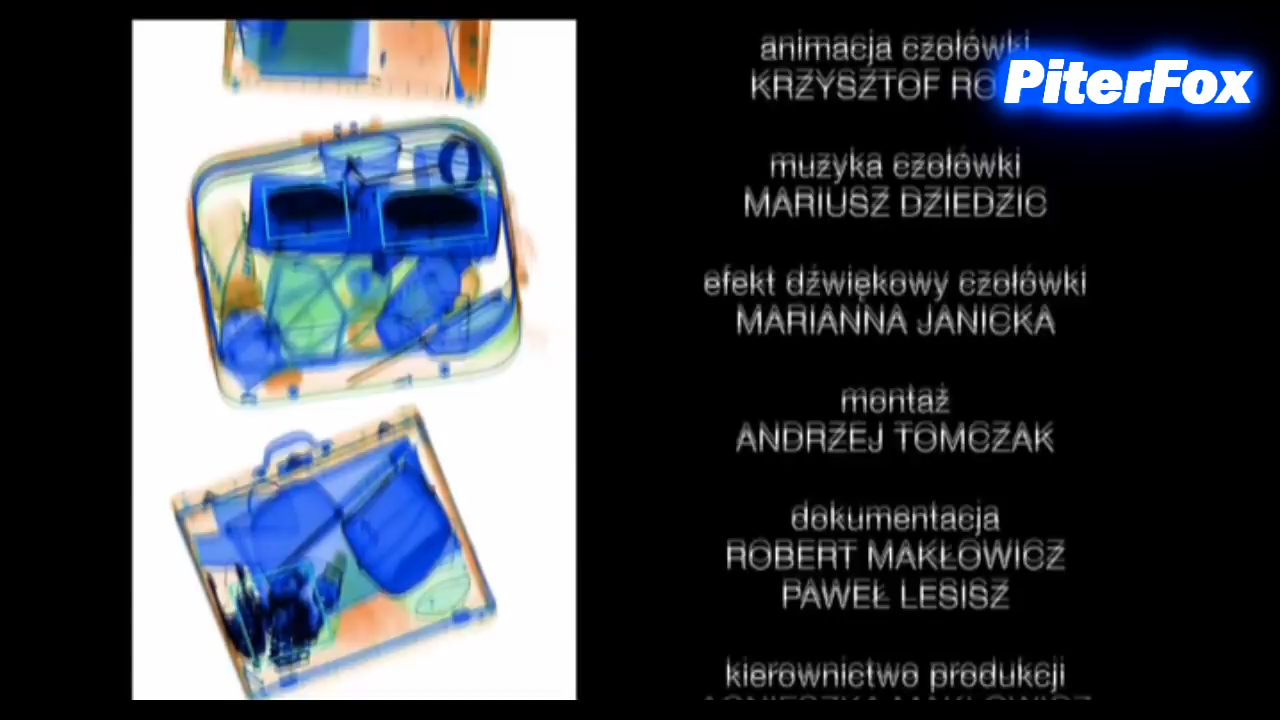 animacja czołówki
KRZYSZTOF
PiterFox
muzyka czołówki
MARIUSZ DZIEDZIC
efekt dźwiękowy czołówki
MARIANNA JANICKA
montaż
ANDRZEJ TOMCZAK
dokumentacja
ROBERT MAKŁOWICZ
PAWEŁ LESISZ
kierownictwo produkcji